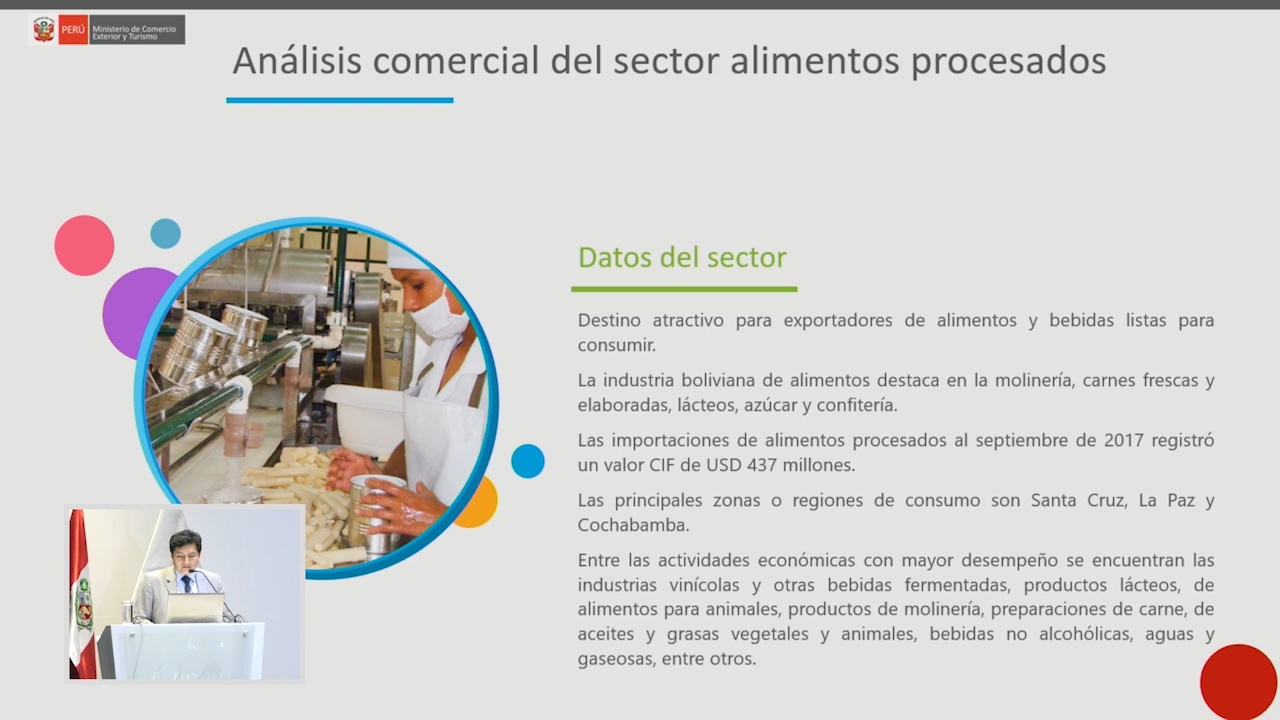 PERÚ
Ministerio de Comercio
Exterior y Turismo
Análisis comercial del sector alimentos procesados
Datos del sector
Destino atractivo para exportadores de alimentos y bebidas listas para
consumir.
La industria boliviana de alimentos destaca en la molinería, carnes frescas y
elaboradas, lácteos, azúcar y confitería.
Las importaciones de alimentos procesados al septiembre de 2017 registró
un valor CIF de USD 437 millones.
Las principales zonas o regiones de consumo son Santa Cruz, La Paz y
Cochabamba.
Entre las actividades económicas con mayor desempeño se encuentran las
industrias vinícolas y otras bebidas fermentadas, productos lácteos, de
alimentos para animales, productos de molinería, preparaciones de carne, de
aceites y grasas vegetales y animales, bebidas no alcohólicas, aguas y
gaseosas, entre otros.